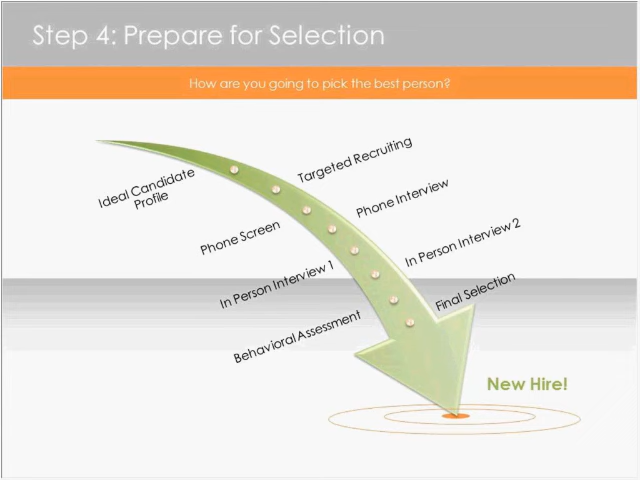 Step 4: Prepare for Selection
How are you going to pick the best person?
Ideal Candidate
Profile
Targeted Recruiting
Phone Screen
Phone Interview
In Person Interview 1
In Person Interview 2
Behavioral Assessment
Final Selection
New Hire!